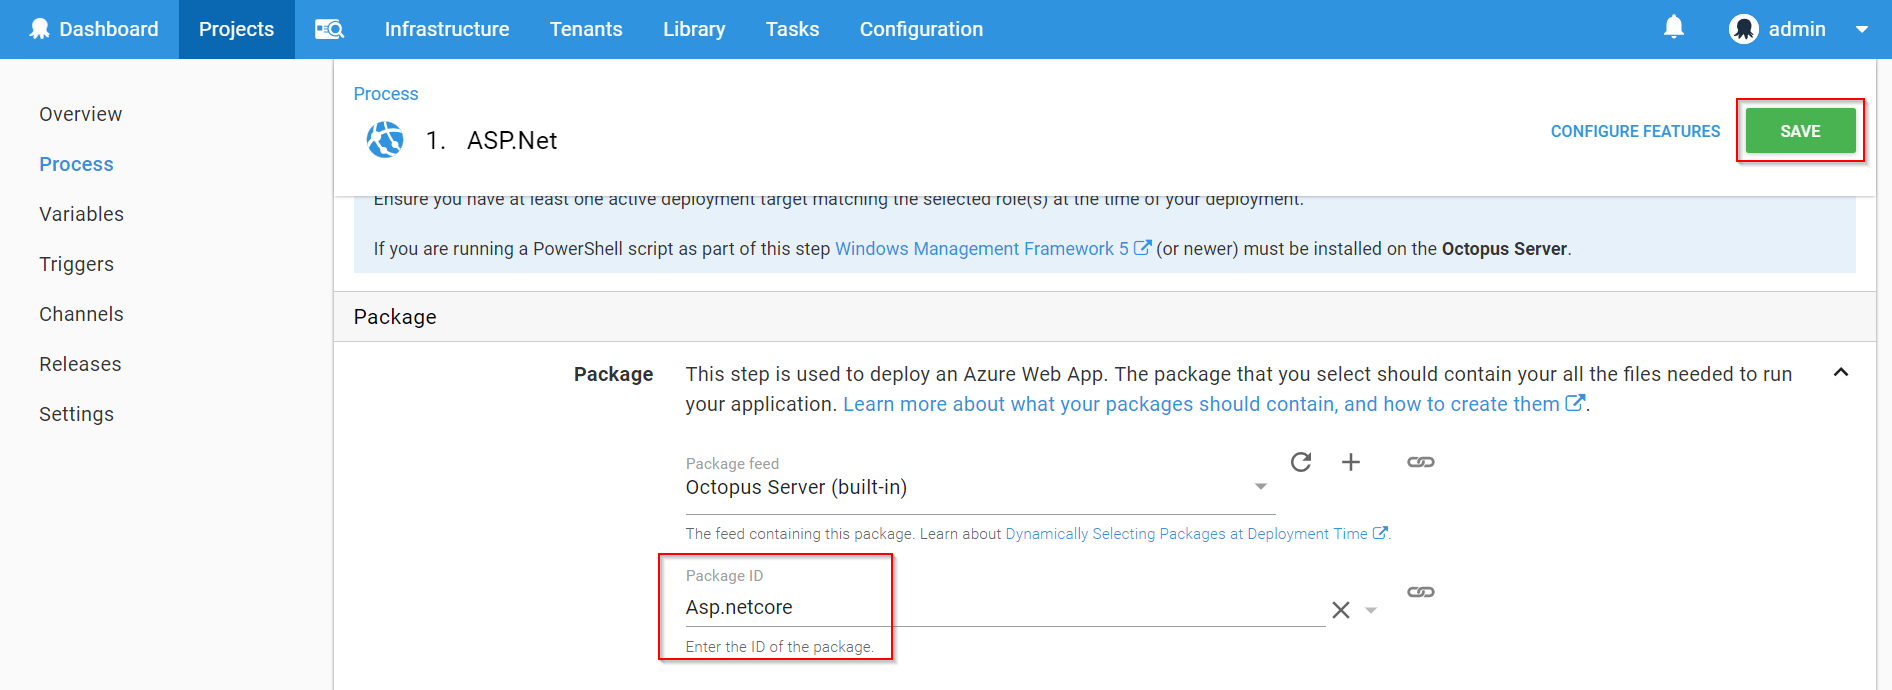 Dashboard Projects Infrastructure Tenants Library Tasks Configuration admin
Overview
Process
Variables
Triggers
Channels
Releases
Settings
Process
1. ASP.Net
CONFIGURE FEATURES
SAVE
Ensure you have at least one active deployment target matching the selected role(s) at the time of your deployment.
If you are running a PowerShell script as part of this step Windows Management Framework 5 (or newer) must be installed on the Octopus Server.
Package
Package
This step is used to deploy an Azure Web App. The package that you select should contain your all the files needed to run
your application. Learn more about what your packages should contain, and how to create them.
Package feed
Octopus Server (built-in)
The feed containing this package. Learn about Dynamically Selecting Packages at Deployment Time.
Package ID
Asp.netcore
Enter the ID of the package.